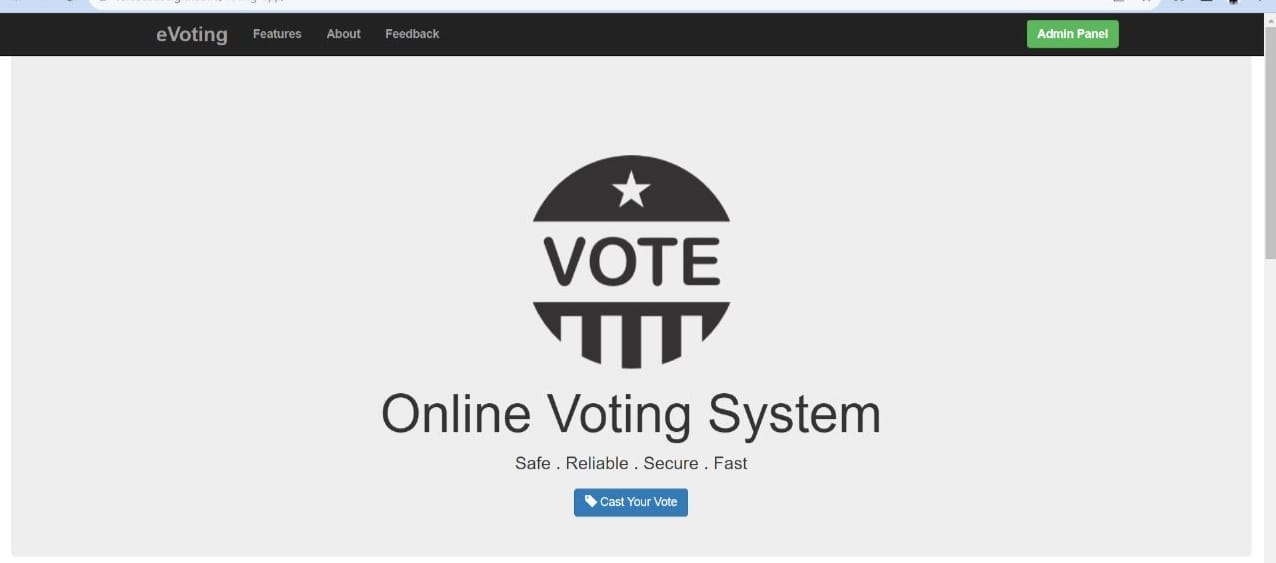 eVoting Features About Feedback Admin Panel
VOTE
Online Voting System
Safe . Reliable . Secure . Fast
Cast Your Vote